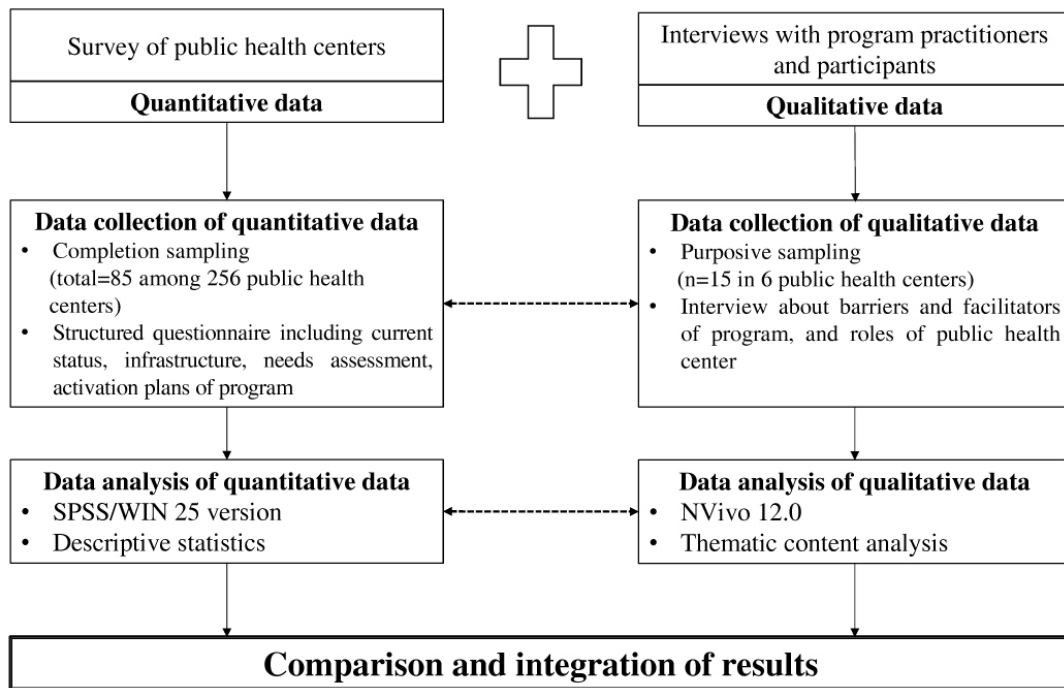 Survey of public health centers
Quantitative data
Interviews with program practitioners
and participants
Qualitative data
Data collection of quantitative data
• Completion sampling
(total=85 among 256 public health
centers)
• Structured questionnaire including current
status, infrastructure, needs assessment,
activation plans of program
Data collection of qualitative data
• Purposive sampling
(n=15 in 6 public health centers)
• Interview about barriers and facilitators
of program, and roles of public health
center
Data analysis of quantitative data
• SPSS/WIN 25 version
• Descriptive statistics
Data analysis of qualitative data
• NVivo 12.0
• Thematic content analysis
Comparison and integration of results